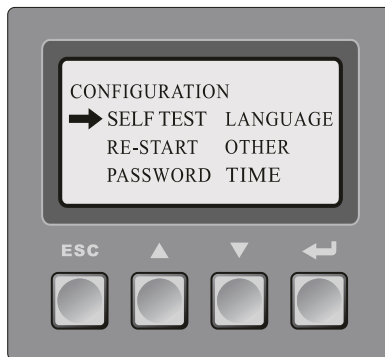 CONFIGURATION
SELF TEST LANGUAGE
RE-START OTHER
PASSWORD TIME
ESC